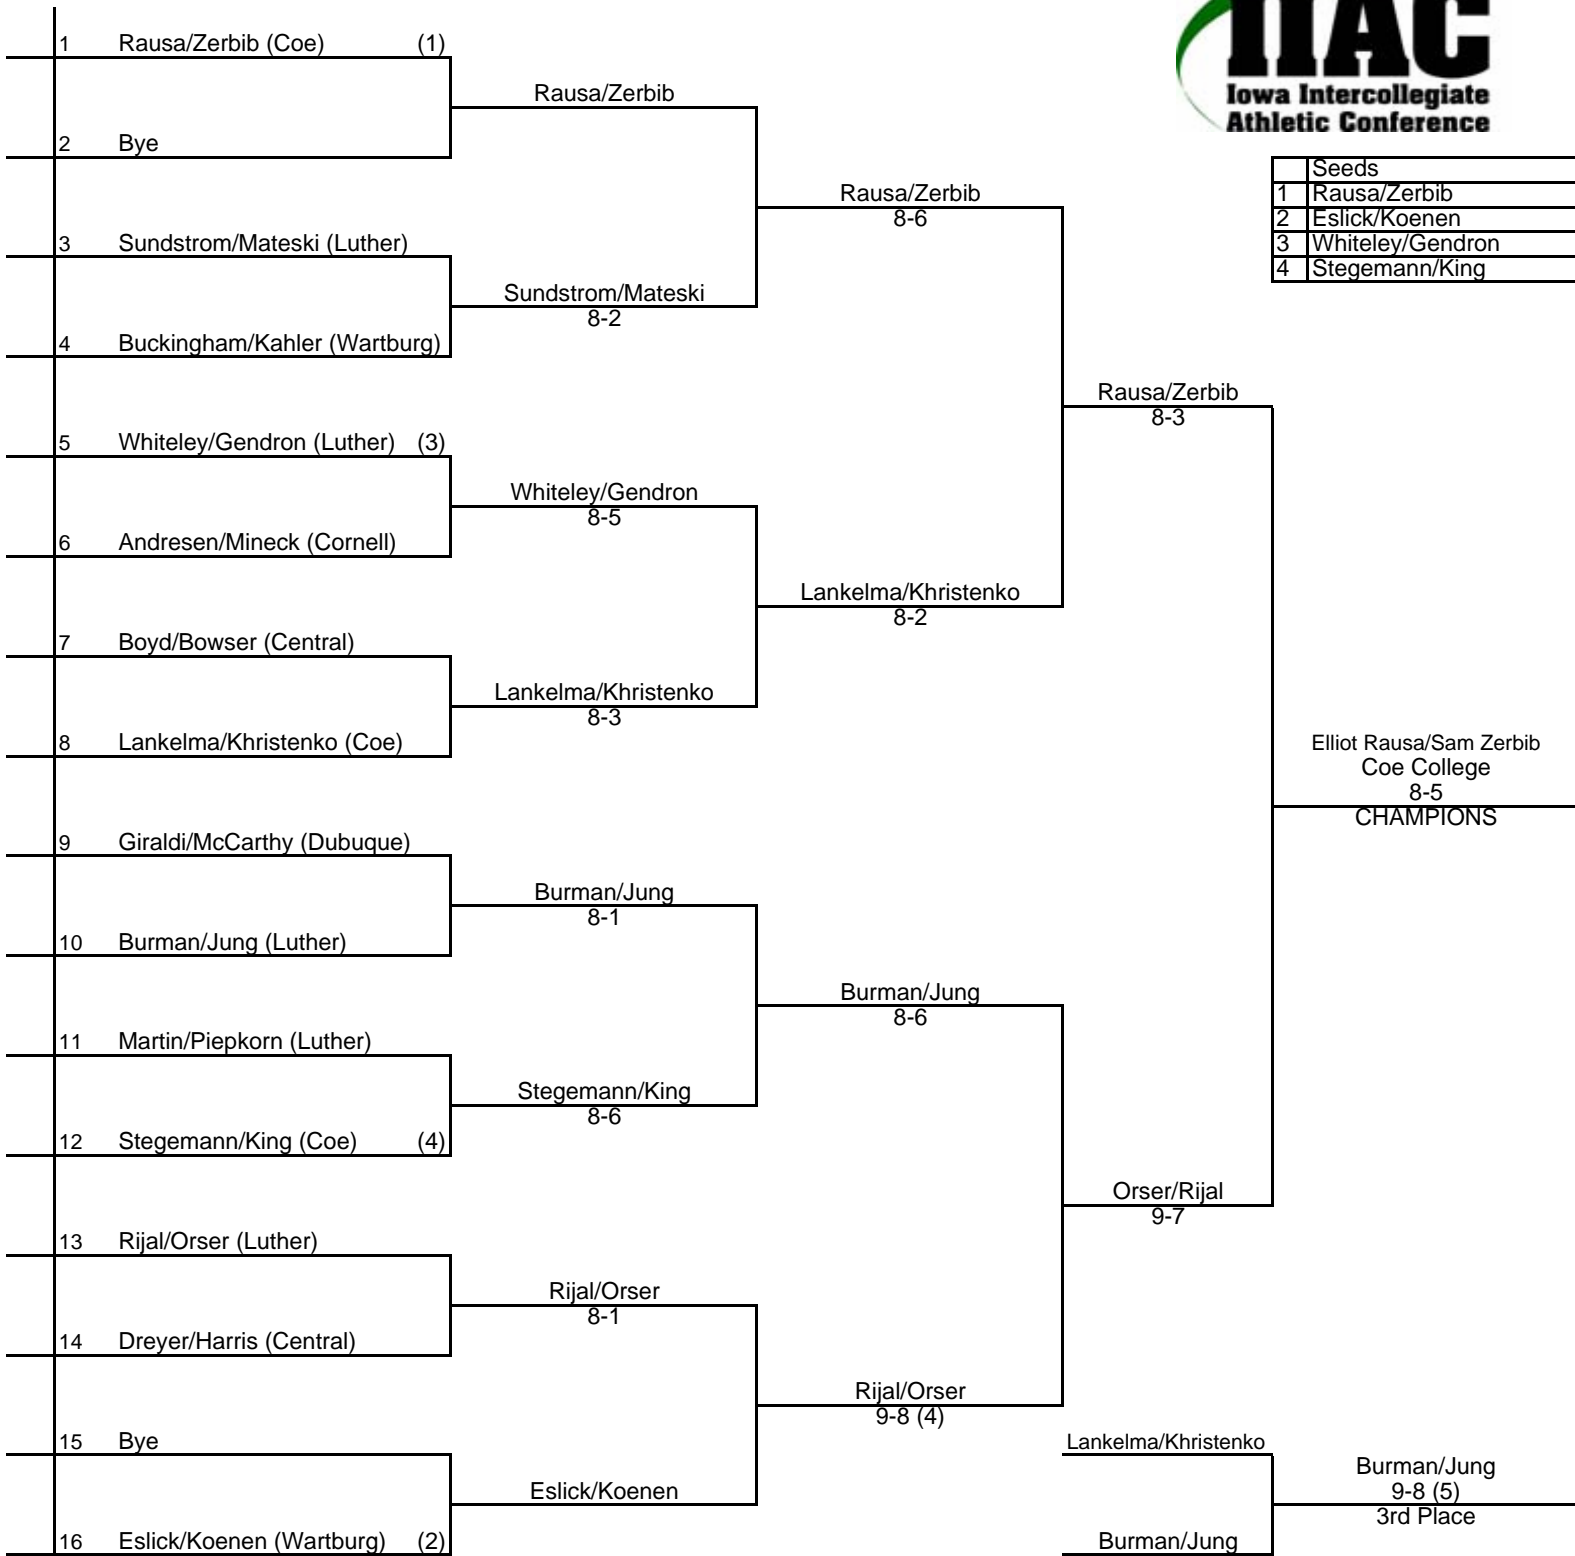 IIAC
Iowa Intercollegiate
Athletic Conference
Seeds
1 Rausa/Zerbib
2 Eslick/Koenen
3 Whiteley/Gendron
4 Stegemann/King
1 Rausa/Zerbib (Coe) (1)
2 Bye
3 Sundstrom/Mateski (Luther)
4 Buckingham/Kahler (Wartburg)
5 Whiteley/Gendron (Luther) (3)
6 Andresen/Mineck (Cornell)
7 Boyd/Bowser (Central)
8 Lankelma/Khristenko (Coe)
9 Giraldi/McCarthy (Dubuque)
10 Burman/Jung (Luther)
11 Martin/Piepkorn (Luther)
12 Stegemann/King (Coe) (4)
13 Rijal/Orser (Luther)
14 Dreyer/Harris (Central)
15 Bye
16 Eslick/Koenen (Wartburg) (2)
Rausa/Zerbib
Sundstrom/Mateski
8-2
Whiteley/Gendron
8-5
Lankelma/Khristenko
8-3
Burman/Jung
8-1
Stegemann/King
8-6
Rijal/Orser
8-1
Eslick/Koenen
Rausa/Zerbib
8-6
Lankelma/Khristenko
8-2
Burman/Jung
8-6
Rijal/Orser
9-8 (4)
Rausa/Zerbib
8-3
Orser/Rijal
9-7
Elliot Rausa/Sam Zerbib
Coe College
8-5
CHAMPIONS
Lankelma/Khristenko
Burman/Jung
Burman/Jung
9-8 (5)
3rd Place